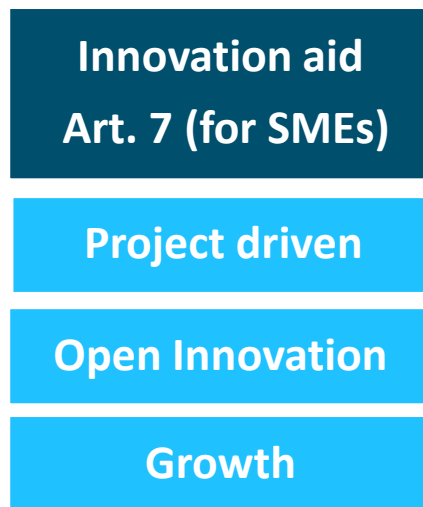 Innovation aid
Art. 7 (for SMEs)
Project driven
Open Innovation
Growth